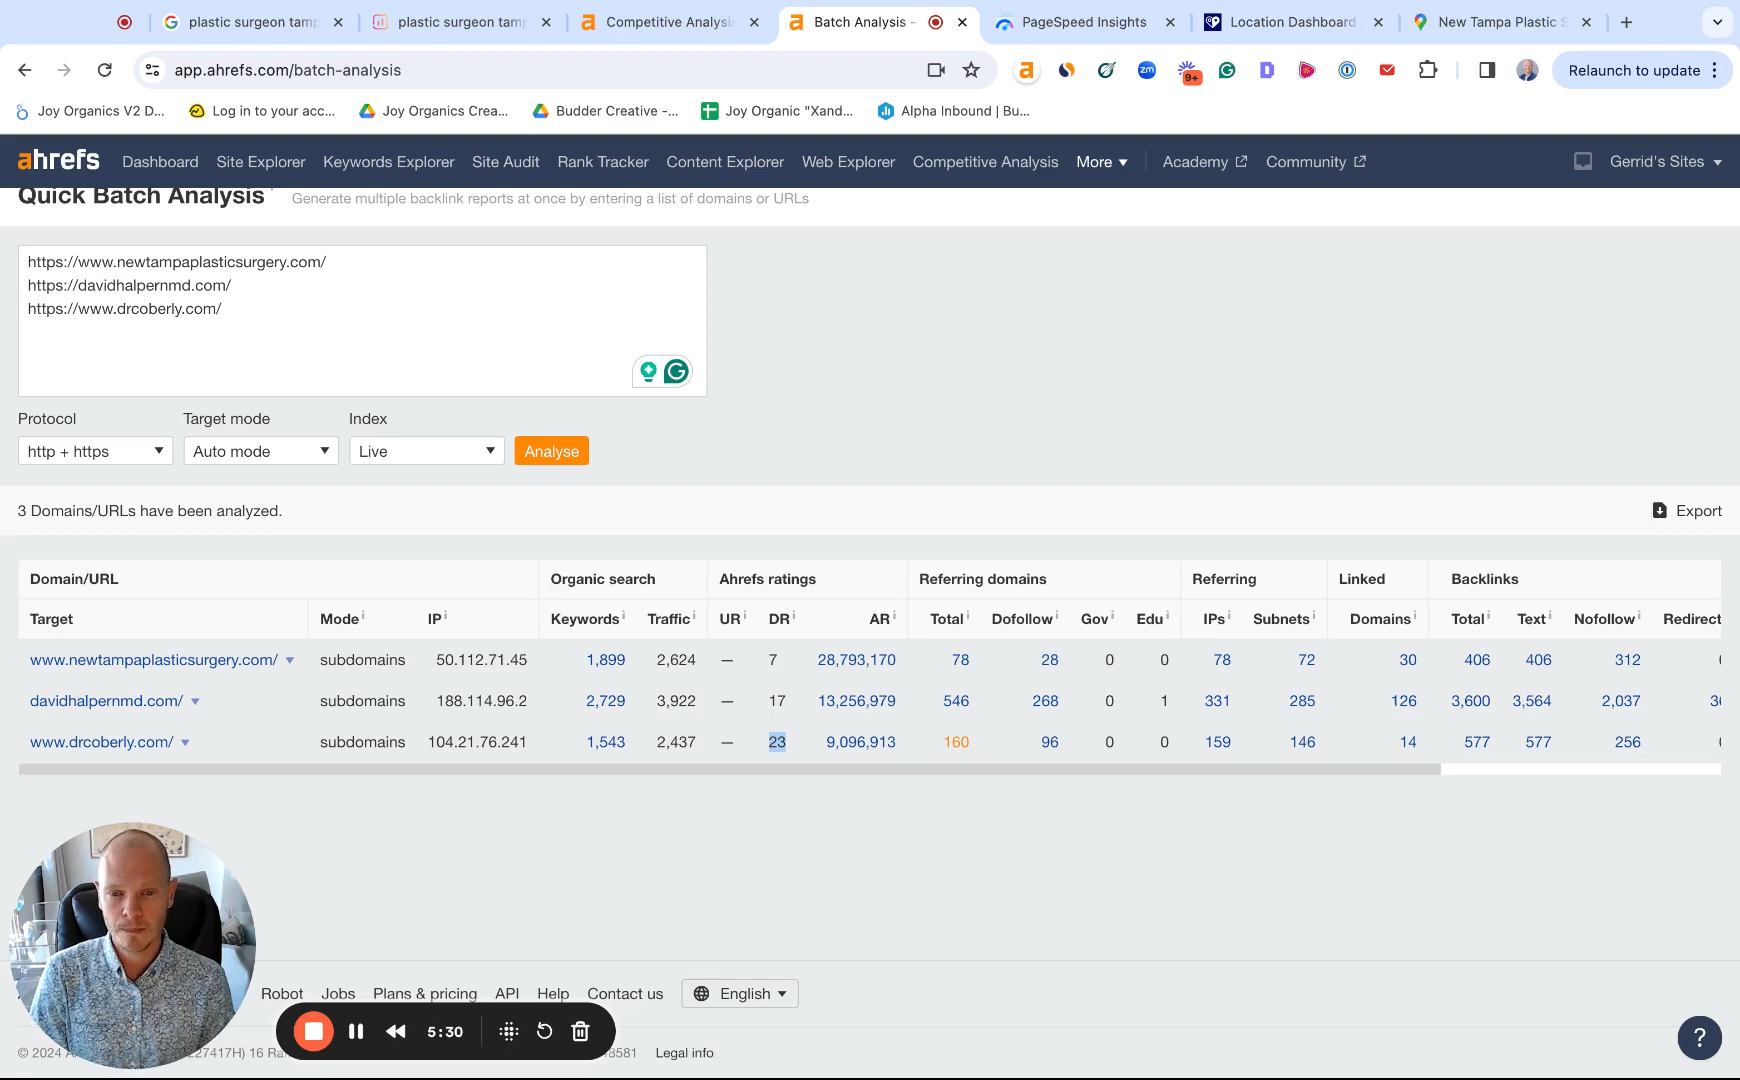 plastic surgeon tamp
plastic surgeon tamp
Competitive Analysis
Batch Analysis -
PageSpeed Insights
Location Dashboard
New Tampa Plastic S
app.ahrefs.com/batch-analysis
zm
9+
Relaunch to update
Joy Organics V2 D...
Log in to your acc...
Joy Organics Crea...
Budder Creative -...
Joy Organic "Xand...
Alpha Inbound | Bu...
ahrefs
Dashboard
Site Explorer
Keywords Explorer
Site Audit
Rank Tracker
Content Explorer
Web Explorer
Competitive Analysis
More
Academy
Community
Gerrid's Sites
Quick Batch Analysis
Generate multiple backlink reports at once by entering a list of domains or URLs
https://www.newtampaplasticsurgery.com/
https://davidhalpernmd.com/
https://www.drcoberly.com/
Protocol Target mode Index
http + https Auto mode Live Analyse
3 Domains/URLs have been analyzed.
Export
Domain/URL Organic search Ahrefs ratings Referring domains Referring Linked Backlinks
Target Mode IP Keywords Traffic UR DR AR Total Dofollow Gov Edu IPs Subnets Domains Total Text Nofollow Redirect
www.newtampaplasticsurgery.com/ subdomains 50.112.71.45 1,899 2,624 — 7 28,793,170 78 28 0 0 78 72 30 406 406 312
davidhalpernmd.com/ subdomains 188.114.96.2 2,729 3,922 — 17 13,256,979 546 268 0 1 331 285 126 3,600 3,564 2,037
www.drcoberly.com/ subdomains 104.21.76.241 1,543 2,437 — 23 9,096,913 160 96 0 0 159 146 14 577 577 256
Robot Jobs Plans & pricing API Help Contact us English
5:30
?
© 2024 A 227417H) 16 Ra 8581 Legal info